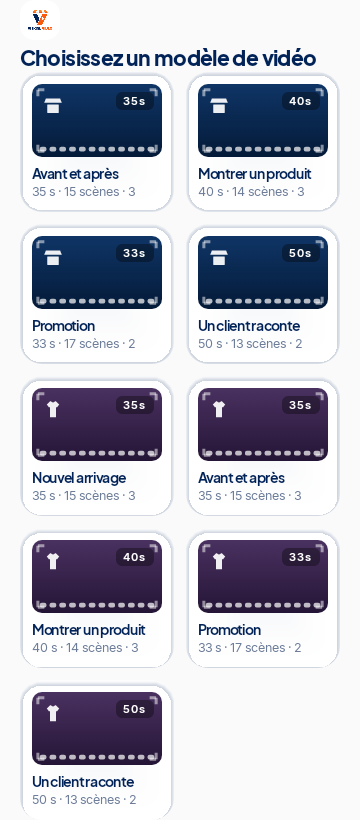 Choisissez un modèle de vidéo
35s
40s
Avant et après
Montrer un produit
35 s · 15 scènes · 3
40 s · 14 scènes · 3
33s
50s
Promotion
Un client raconte
33 s · 17 scènes · 2
50 s · 13 scènes · 2
35s
35s
Nouvel arrivage
Avant et après
35 s · 15 scènes · 3
35 s · 15 scènes · 3
40s
33s
Montrer un produit
Promotion
40 s · 14 scènes · 3
33 s · 17 scènes · 2
50s
Un client raconte
50 s · 13 scènes · 2